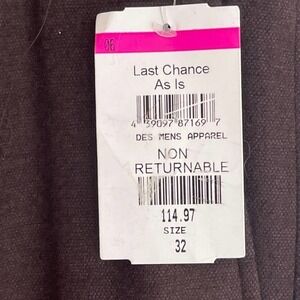 06
Last Chance
As Is
4 39097 87169 7
DES MENS APPAREL
NON
RETURNABLE
114.97
SIZE
32